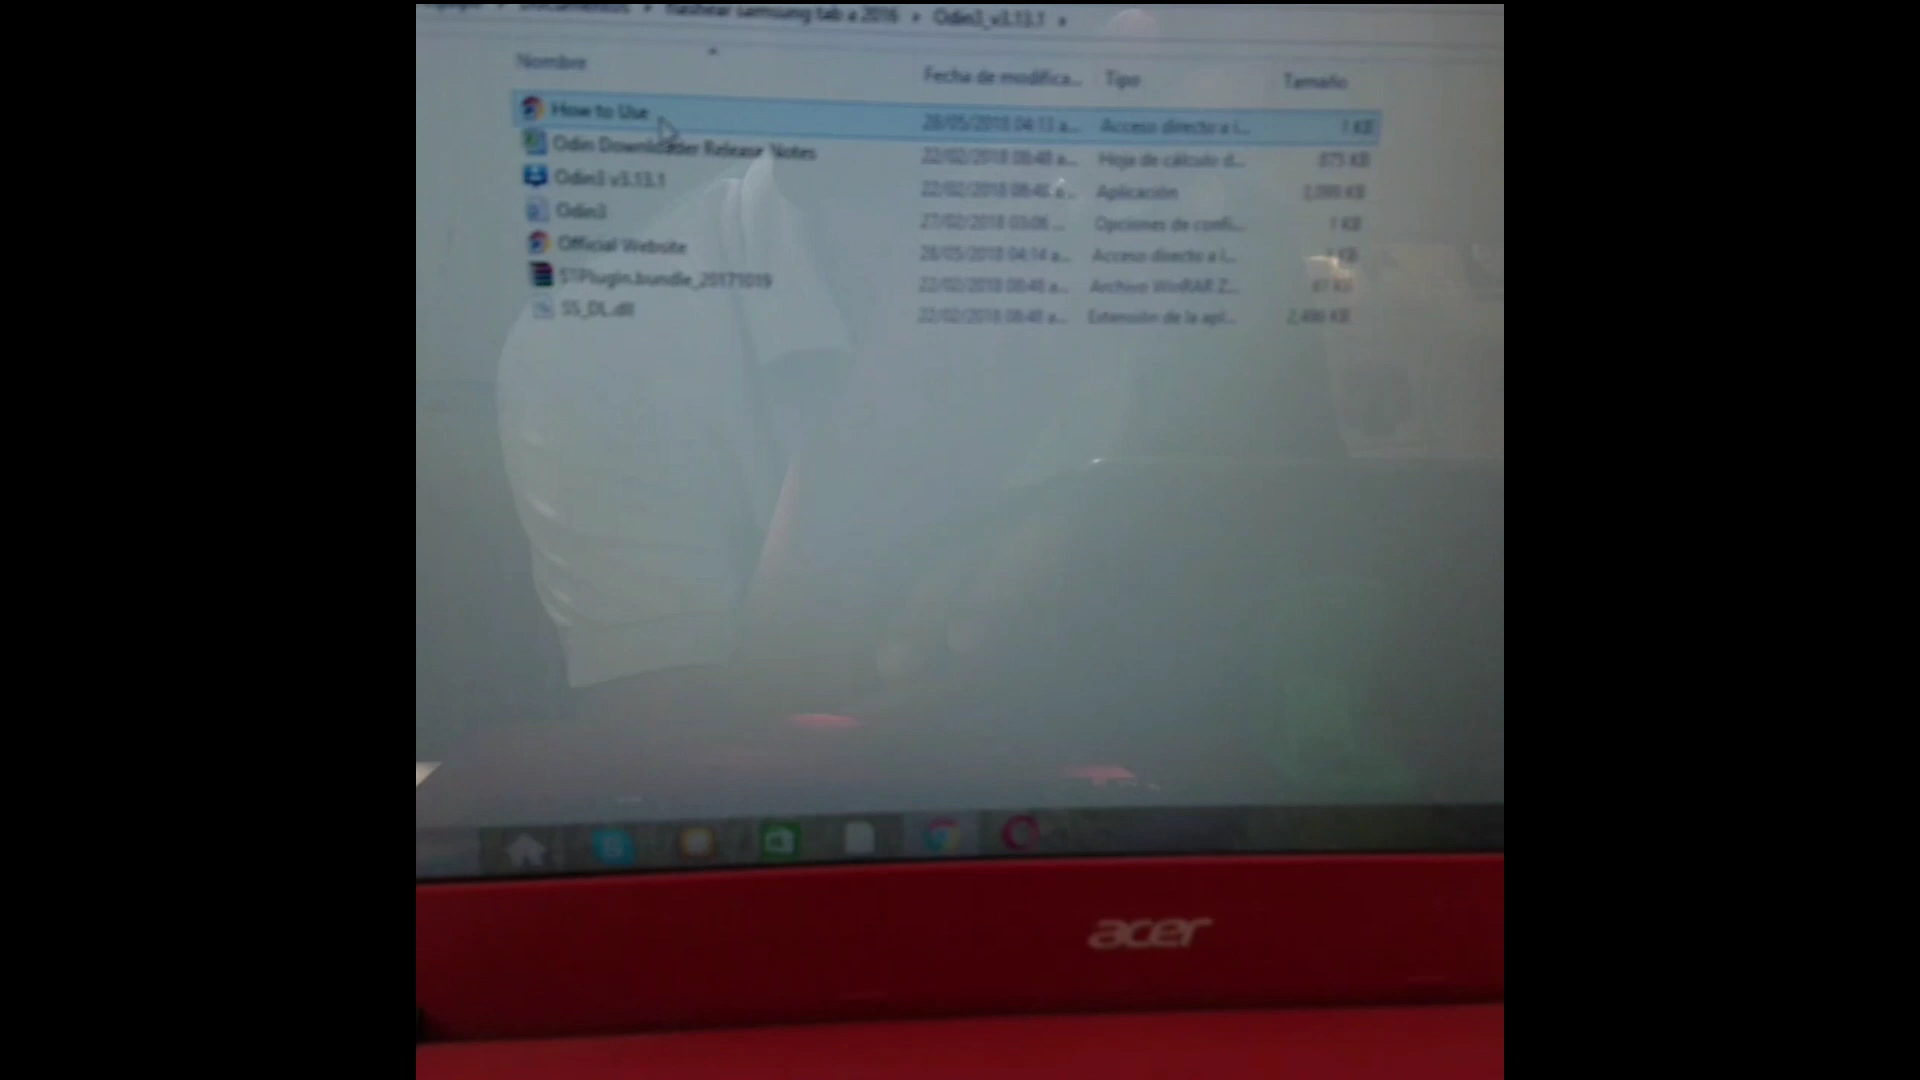 Documentos › flashear samsung tab a 2016 › Odin3_v3.13.1 ›
Nombre Fecha de modifica... Tipo Tamaño
How to Use 28/05/2018 04:13 a... Acceso directo a i... 1 KB
Odin Downloader Release Notes 22/02/2018 08:48 a... Hoja de cálculo d... 875 KB
Odin3 v3.13.1 22/02/2018 08:48 a... Aplicación 3,099 KB
Odin3 27/02/2018 03:08 ... Opciones de confi... 1 KB
Official Website 28/05/2018 04:14 a... Acceso directo a i... 1 KB
STPlugin.bundle_20171019 22/02/2018 08:48 a... Archivo WinRAR Z... KB
SS_DL.dll 22/02/2018 08:48 a... Extensión de la apl... 2,486 KB
acer